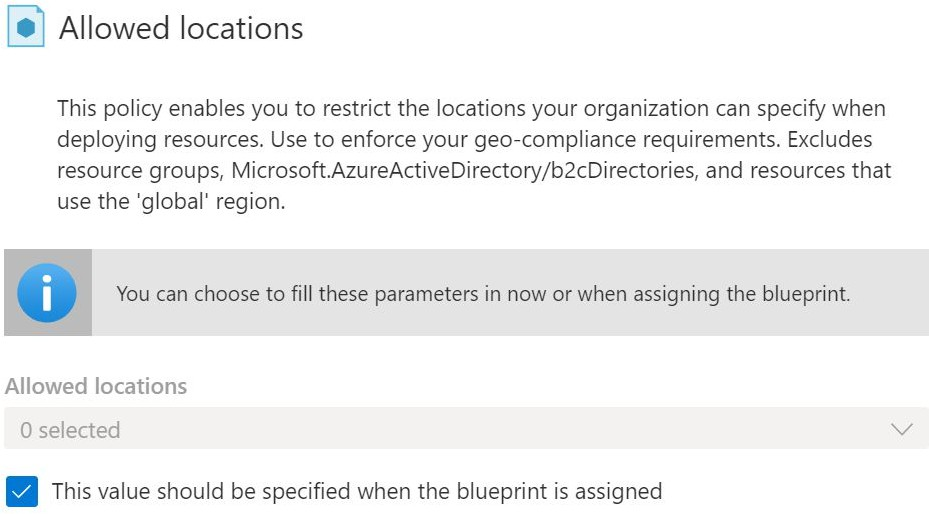 Allowed locations
This policy enables you to restrict the locations your organization can specify when
deploying resources. Use to enforce your geo-compliance requirements. Excludes
resource groups, Microsoft.AzureActiveDirectory/b2cDirectories, and resources that
use the 'global' region.
You can choose to fill these parameters in now or when assigning the blueprint.
Allowed locations
0 selected
This value should be specified when the blueprint is assigned